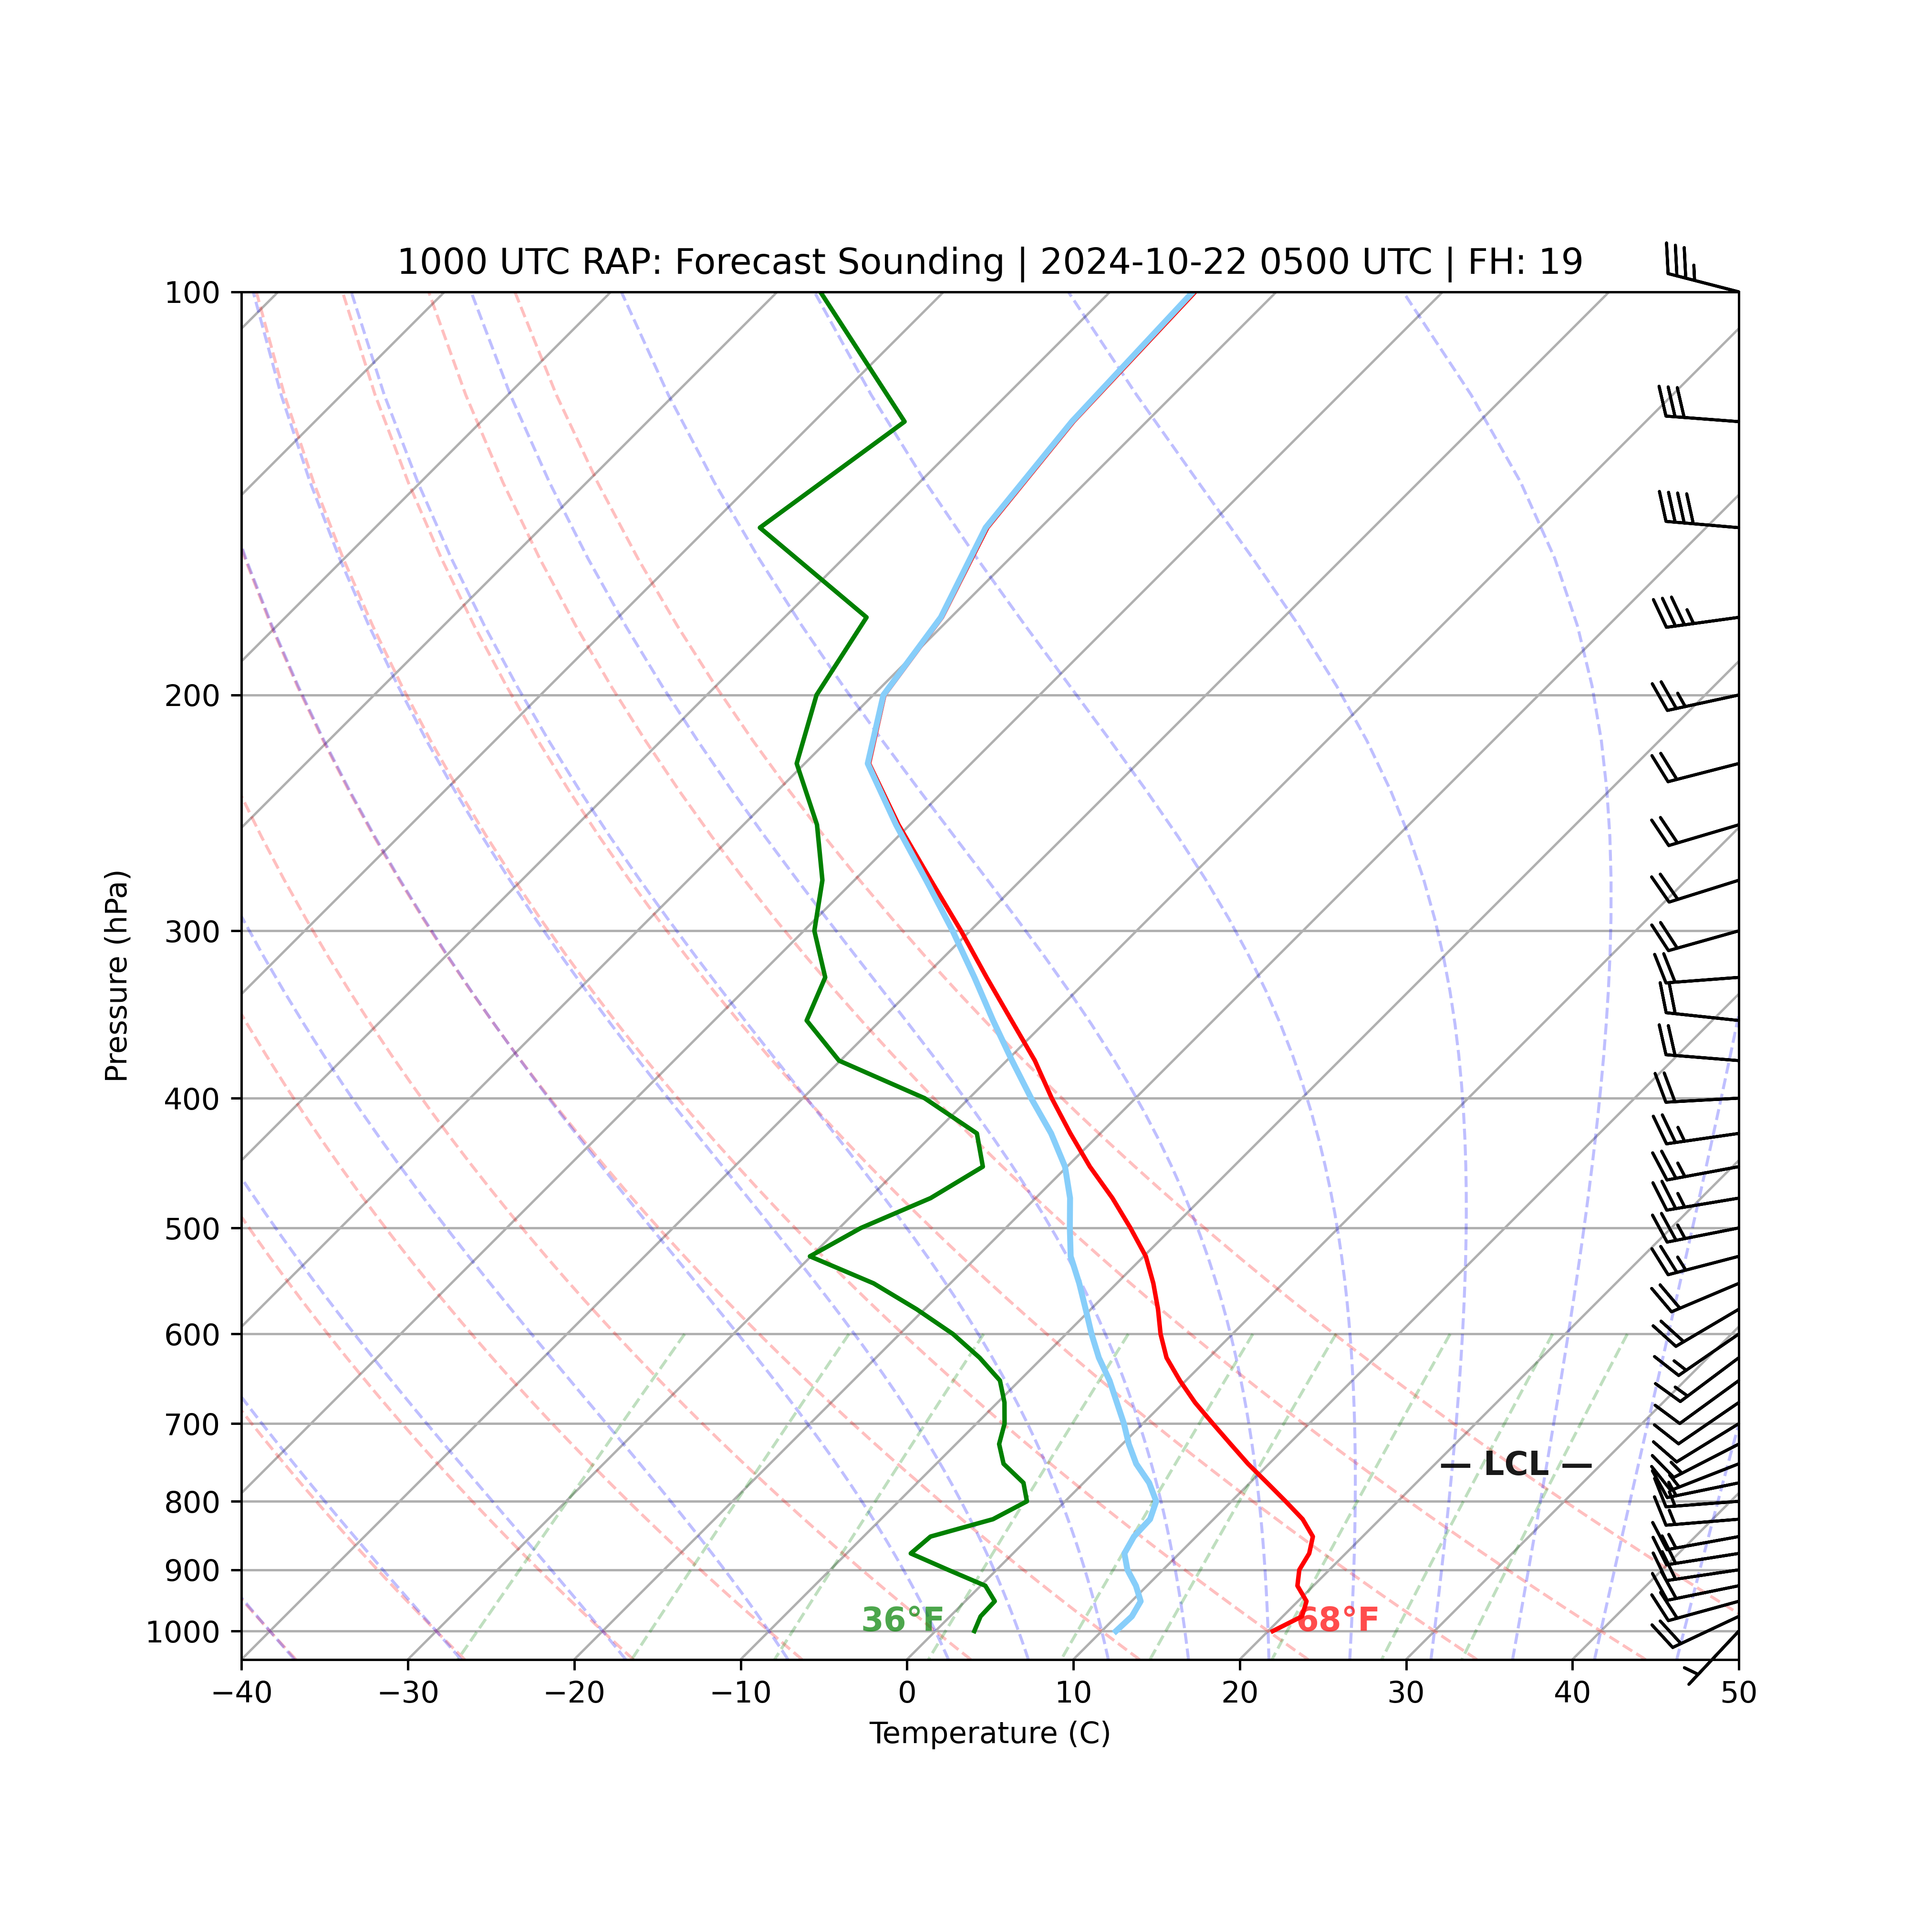 1000 UTC RAP: Forecast Sounding | 2024-10-22 0500 UTC | FH: 19
100
200
300
400
500
600
700
800
900
1000
Pressure (hPa)
— LCL —
36°F
68°F
−40 −30 −20 −10 0 10 20 30 40 50
Temperature (C)